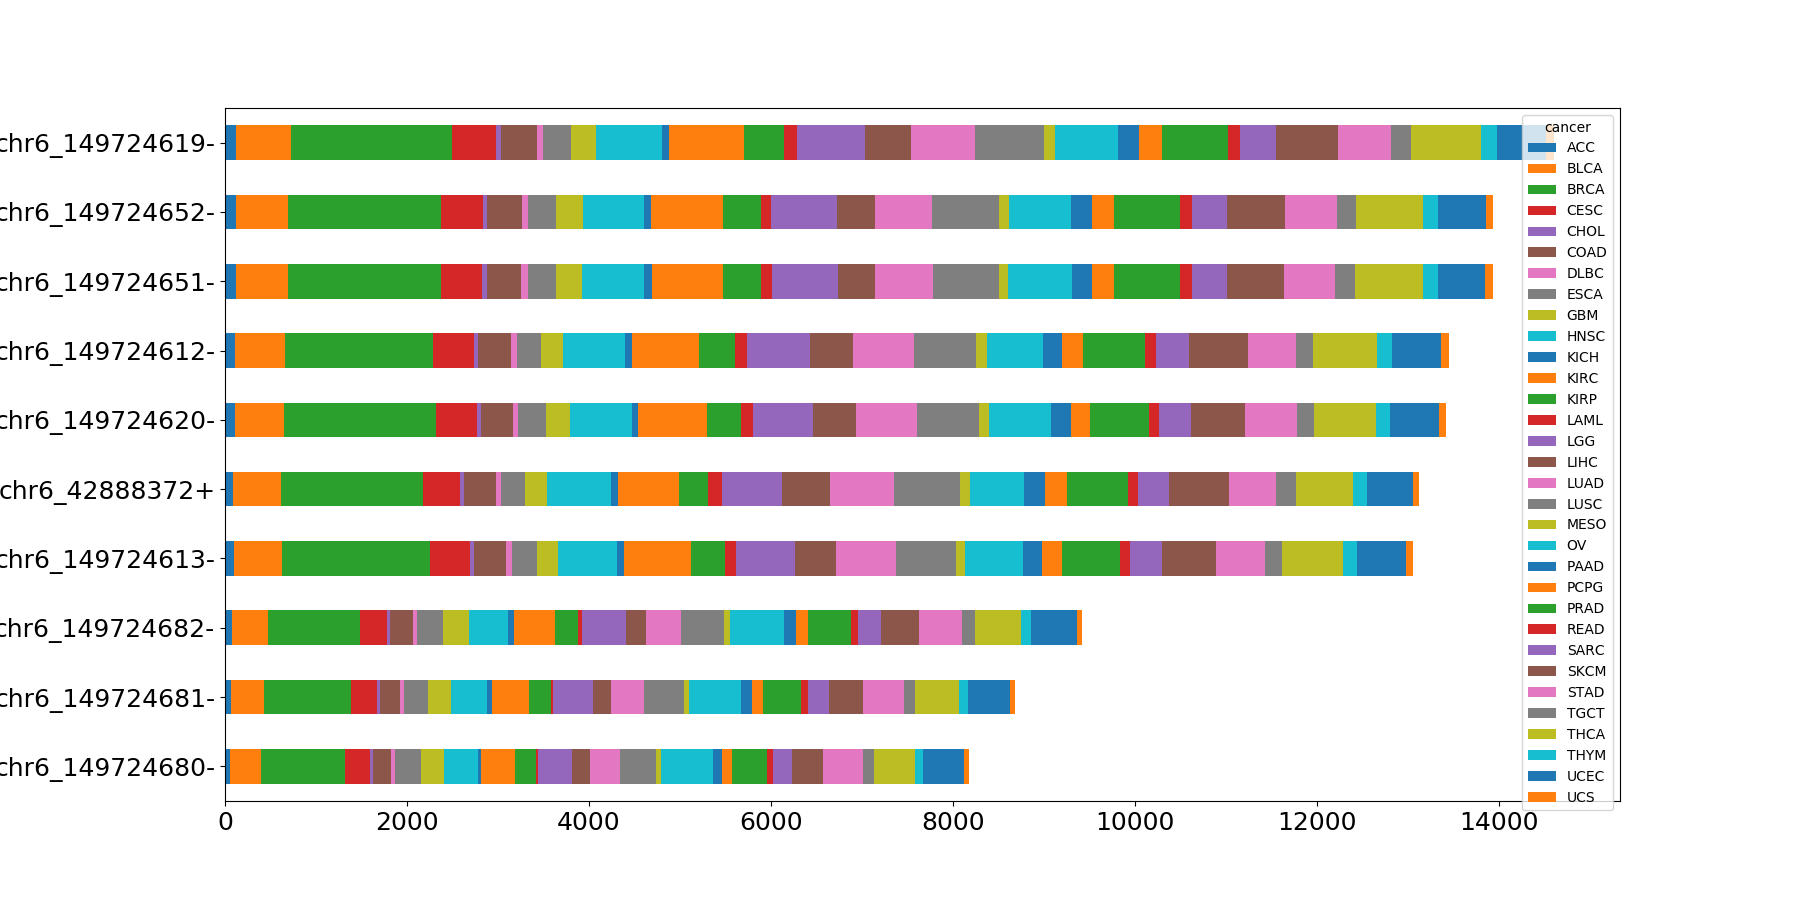 chr6_149724619-
chr6_149724652-
chr6_149724651-
chr6_149724612-
chr6_149724620-
chr6_42888372+
chr6_149724613-
chr6_149724682-
chr6_149724681-
chr6_149724680-
0 2000 4000 6000 8000 10000 12000 14000
cancer
ACC
BLCA
BRCA
CESC
CHOL
COAD
DLBC
ESCA
GBM
HNSC
KICH
KIRC
KIRP
LAML
LGG
LIHC
LUAD
LUSC
MESO
OV
PAAD
PCPG
PRAD
READ
SARC
SKCM
STAD
TGCT
THCA
THYM
UCEC
UCS